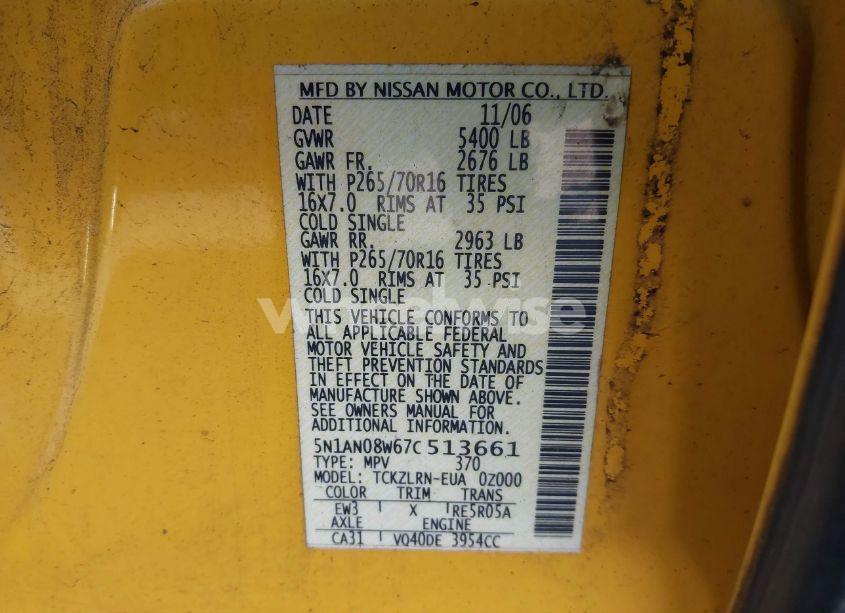 MFD BY NISSAN MOTOR CO., LTD.
DATE 11/06
GVWR 5400 LB
GAWR FR. 2676 LB
WITH P265/70R16 TIRES
16X7.0 RIMS AT 35 PSI
COLD SINGLE
GAWR RR. 2963 LB
WITH P265/70R16 TIRES
16X7.0 RIMS AT 35 PSI
COLD SINGLE
THIS VEHICLE CONFORMS TO
ALL APPLICABLE FEDERAL
MOTOR VEHICLE SAFETY AND
THEFT PREVENTION STANDARDS
IN EFFECT ON THE DATE OF
MANUFACTURE SHOWN ABOVE.
SEE OWNERS MANUAL FOR
ADDITIONAL INFORMATION.
5N1AN08W67C513661
TYPE: MPV 370
MODEL: TCKZLRN-EUA 0Z000
COLOR TRIM TRANS
EW3 X RE5R05A
AXLE ENGINE
CA31 VQ40DE 3954CC